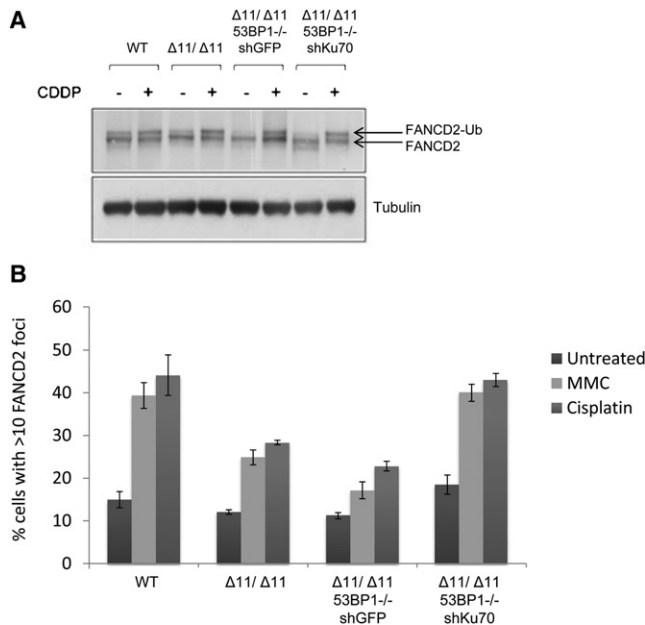 A
WT
Δ11/ Δ11
Δ11/ Δ11
53BP1-/-
shGFP
Δ11/ Δ11
53BP1-/-
shKu70
CDDP - + - + - + - +
FANCD2-Ub
FANCD2
Tubulin
B
% cells with >10 FANCD2 foci
60
50
40
30
20
10
0
WT
Δ11/ Δ11
Δ11/ Δ11
53BP1-/-
shGFP
Δ11/ Δ11
53BP1-/-
shKu70
Untreated
MMC
Cisplatin